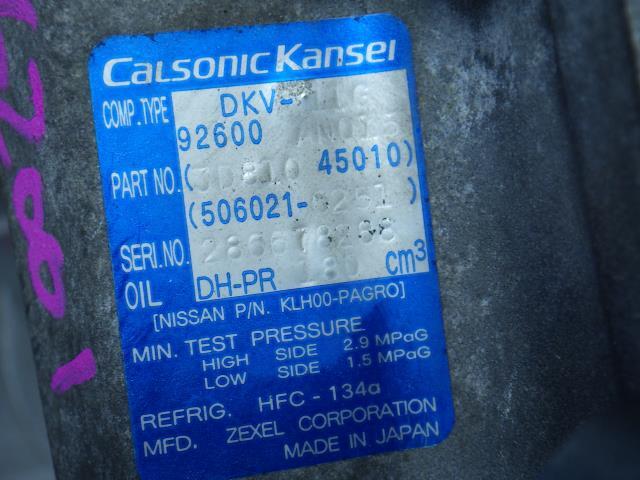 CALSONIC KANSEI
COMP.TYPE DKV-
92600
PART NO. ( 45010)
(506021- )
SERI.NO.
OIL DH-PR cm³
[NISSAN P/N. KLH00-PAGRO]
MIN. TEST PRESSURE
HIGH SIDE 2.9 MPaG
LOW SIDE 1.5 MPaG
REFRIG. HFC-134a
MFD. ZEXEL CORPORATION
MADE IN JAPAN